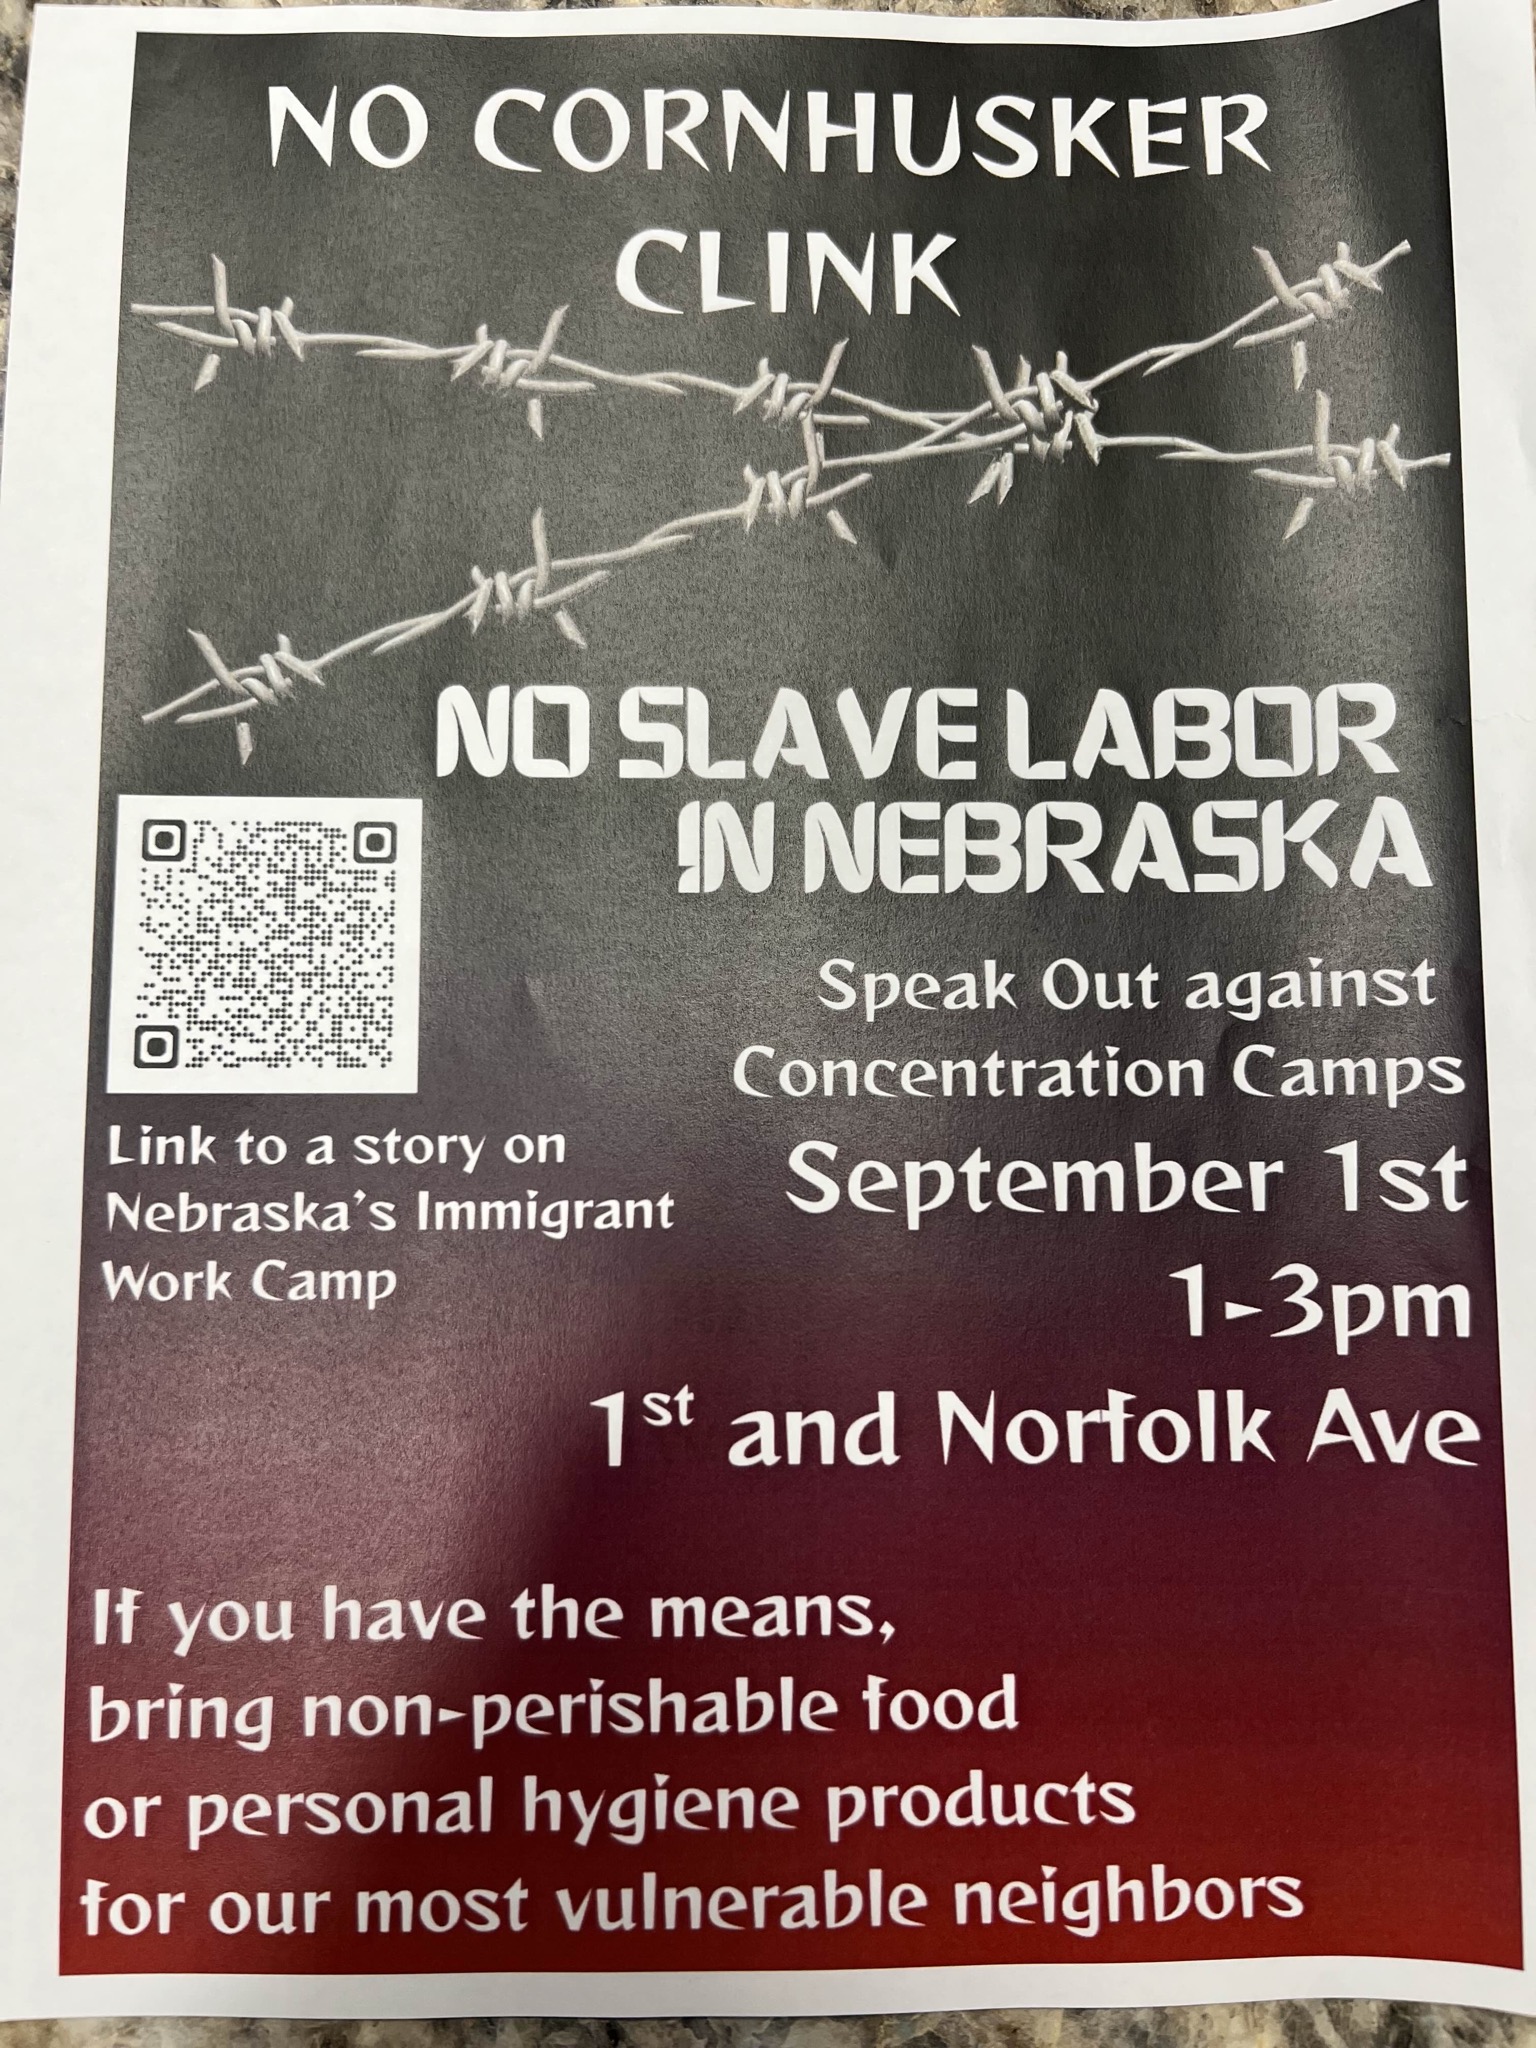 NO CORNHUSKER
CLINK
NO SLAVE LABOR
IN NEBRASKA
Speak Out against
Concentration Camps
September 1st
1-3pm
1st and Norfolk Ave
Link to a story on
Nebraska's Immigrant
Work Camp
If you have the means,
bring non-perishable food
or personal hygiene products
for our most vulnerable neighbors